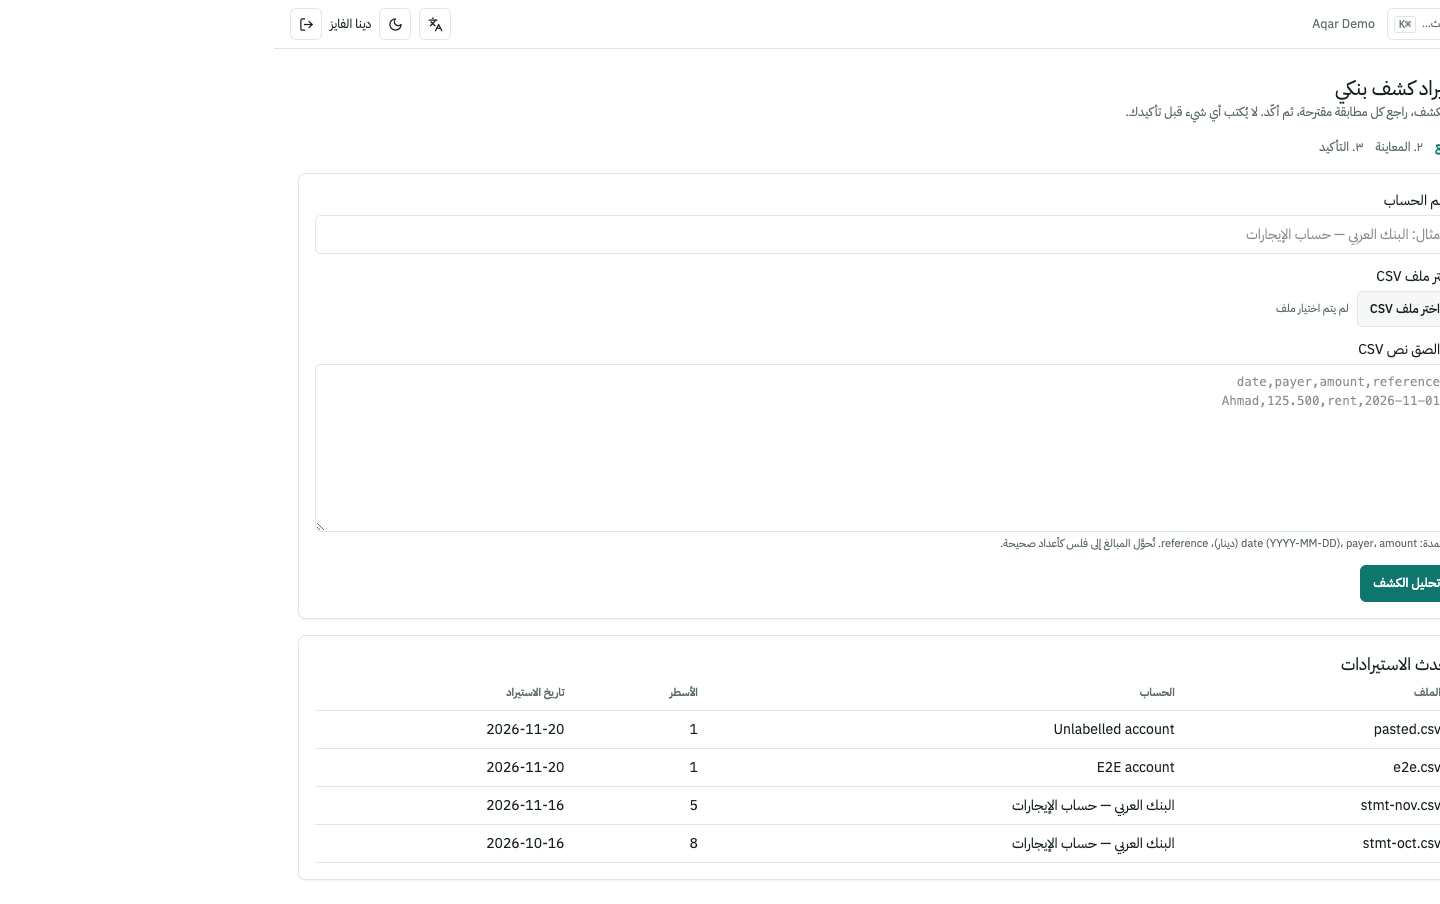 K⌘
Aqar Demo
دينا الفايز
كشف بنكي
راجع كل مطابقة مقترحة، ثم أكّد. لا يُكتب أي شيء قبل تأكيدك.
٢. المعاينة
٣. التأكيد
الحساب
مثال: البنك العربي — حساب الإيجارات
ملف CSV
اختر ملف CSV
لم يتم اختيار ملف
الصق نص CSV
date,payer,amount,reference
Ahmad,125.500,rent,2026-11-01
date (YYYY-MM-DD)، payer، amount (دينار)، reference. تُحوَّل المبالغ إلى فلس كأعداد صحيحة.
تحليل الكشف
الاستيرادات
الملف الحساب الأسطر تاريخ الاستيراد
pasted.csv Unlabelled account 1 2026-11-20
e2e.csv E2E account 1 2026-11-20
stmt-nov.csv البنك العربي — حساب الإيجارات 5 2026-11-16
stmt-oct.csv البنك العربي — حساب الإيجارات 8 2026-10-16